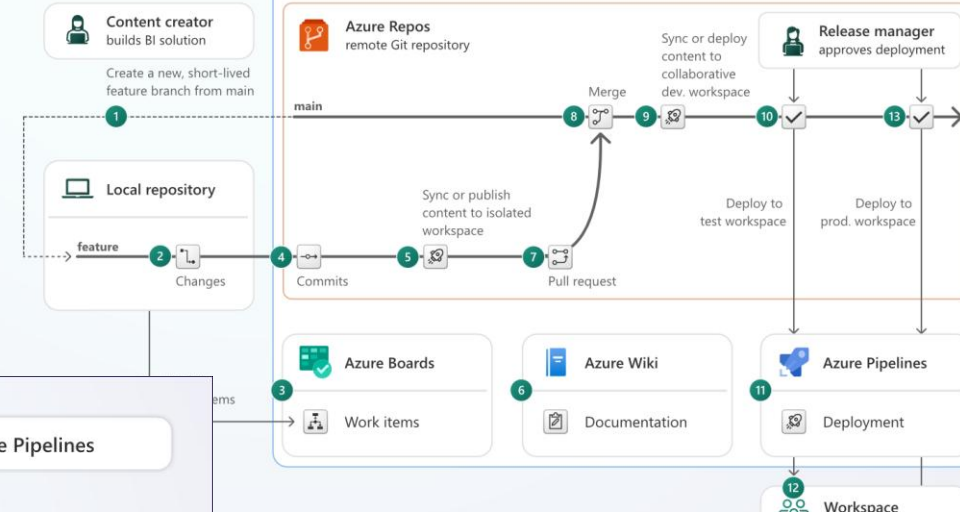 Content creator
builds BI solution
Create a new, short-lived
feature branch from main
1
Azure Repos
remote Git repository
Sync or deploy
content to
collaborative
dev. workspace
Release manager
approves deployment
main
Merge
8
9
10
13
Local repository
feature
2
Changes
4
Commits
Sync or publish
content to isolated
workspace
5
7
Pull request
Deploy to
test workspace
Deploy to
prod. workspace
Azure Boards
3
Work items
ems
Azure Wiki
6
Documentation
Azure Pipelines
11
Deployment
12
Workspace
e Pipelines